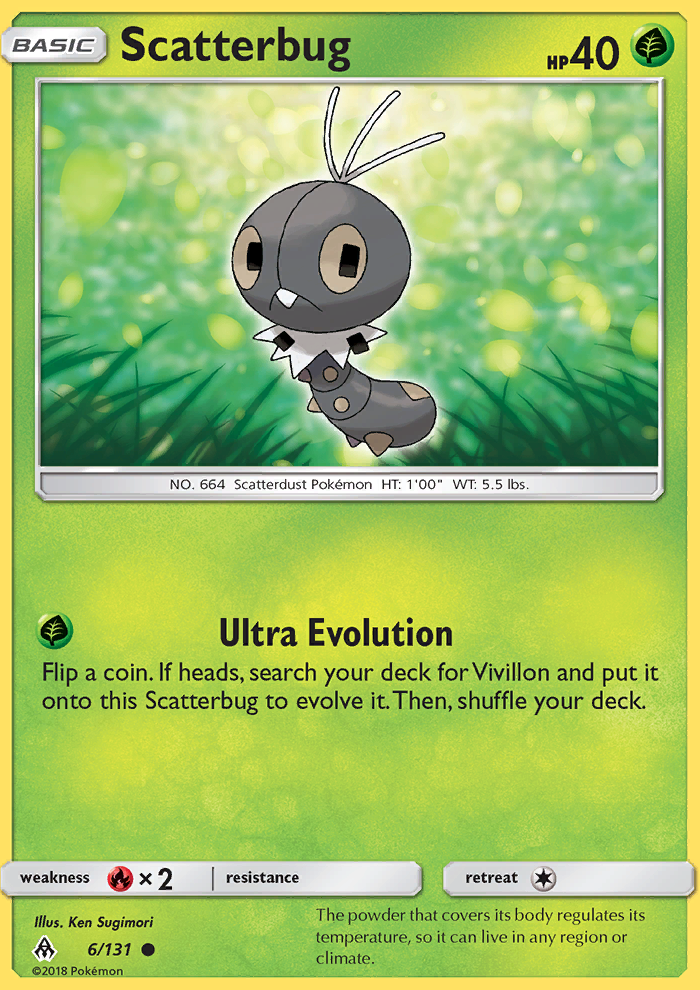 BASIC Scatterbug HP40
NO. 664 Scatterdust Pokémon HT: 1'00" WT: 5.5 lbs.
Ultra Evolution
Flip a coin. If heads, search your deck for Vivillon and put it
onto this Scatterbug to evolve it. Then, shuffle your deck.
weakness × 2 resistance retreat
Illus. Ken Sugimori
6/131
©2018 Pokémon
The powder that covers its body regulates its
temperature, so it can live in any region or
climate.